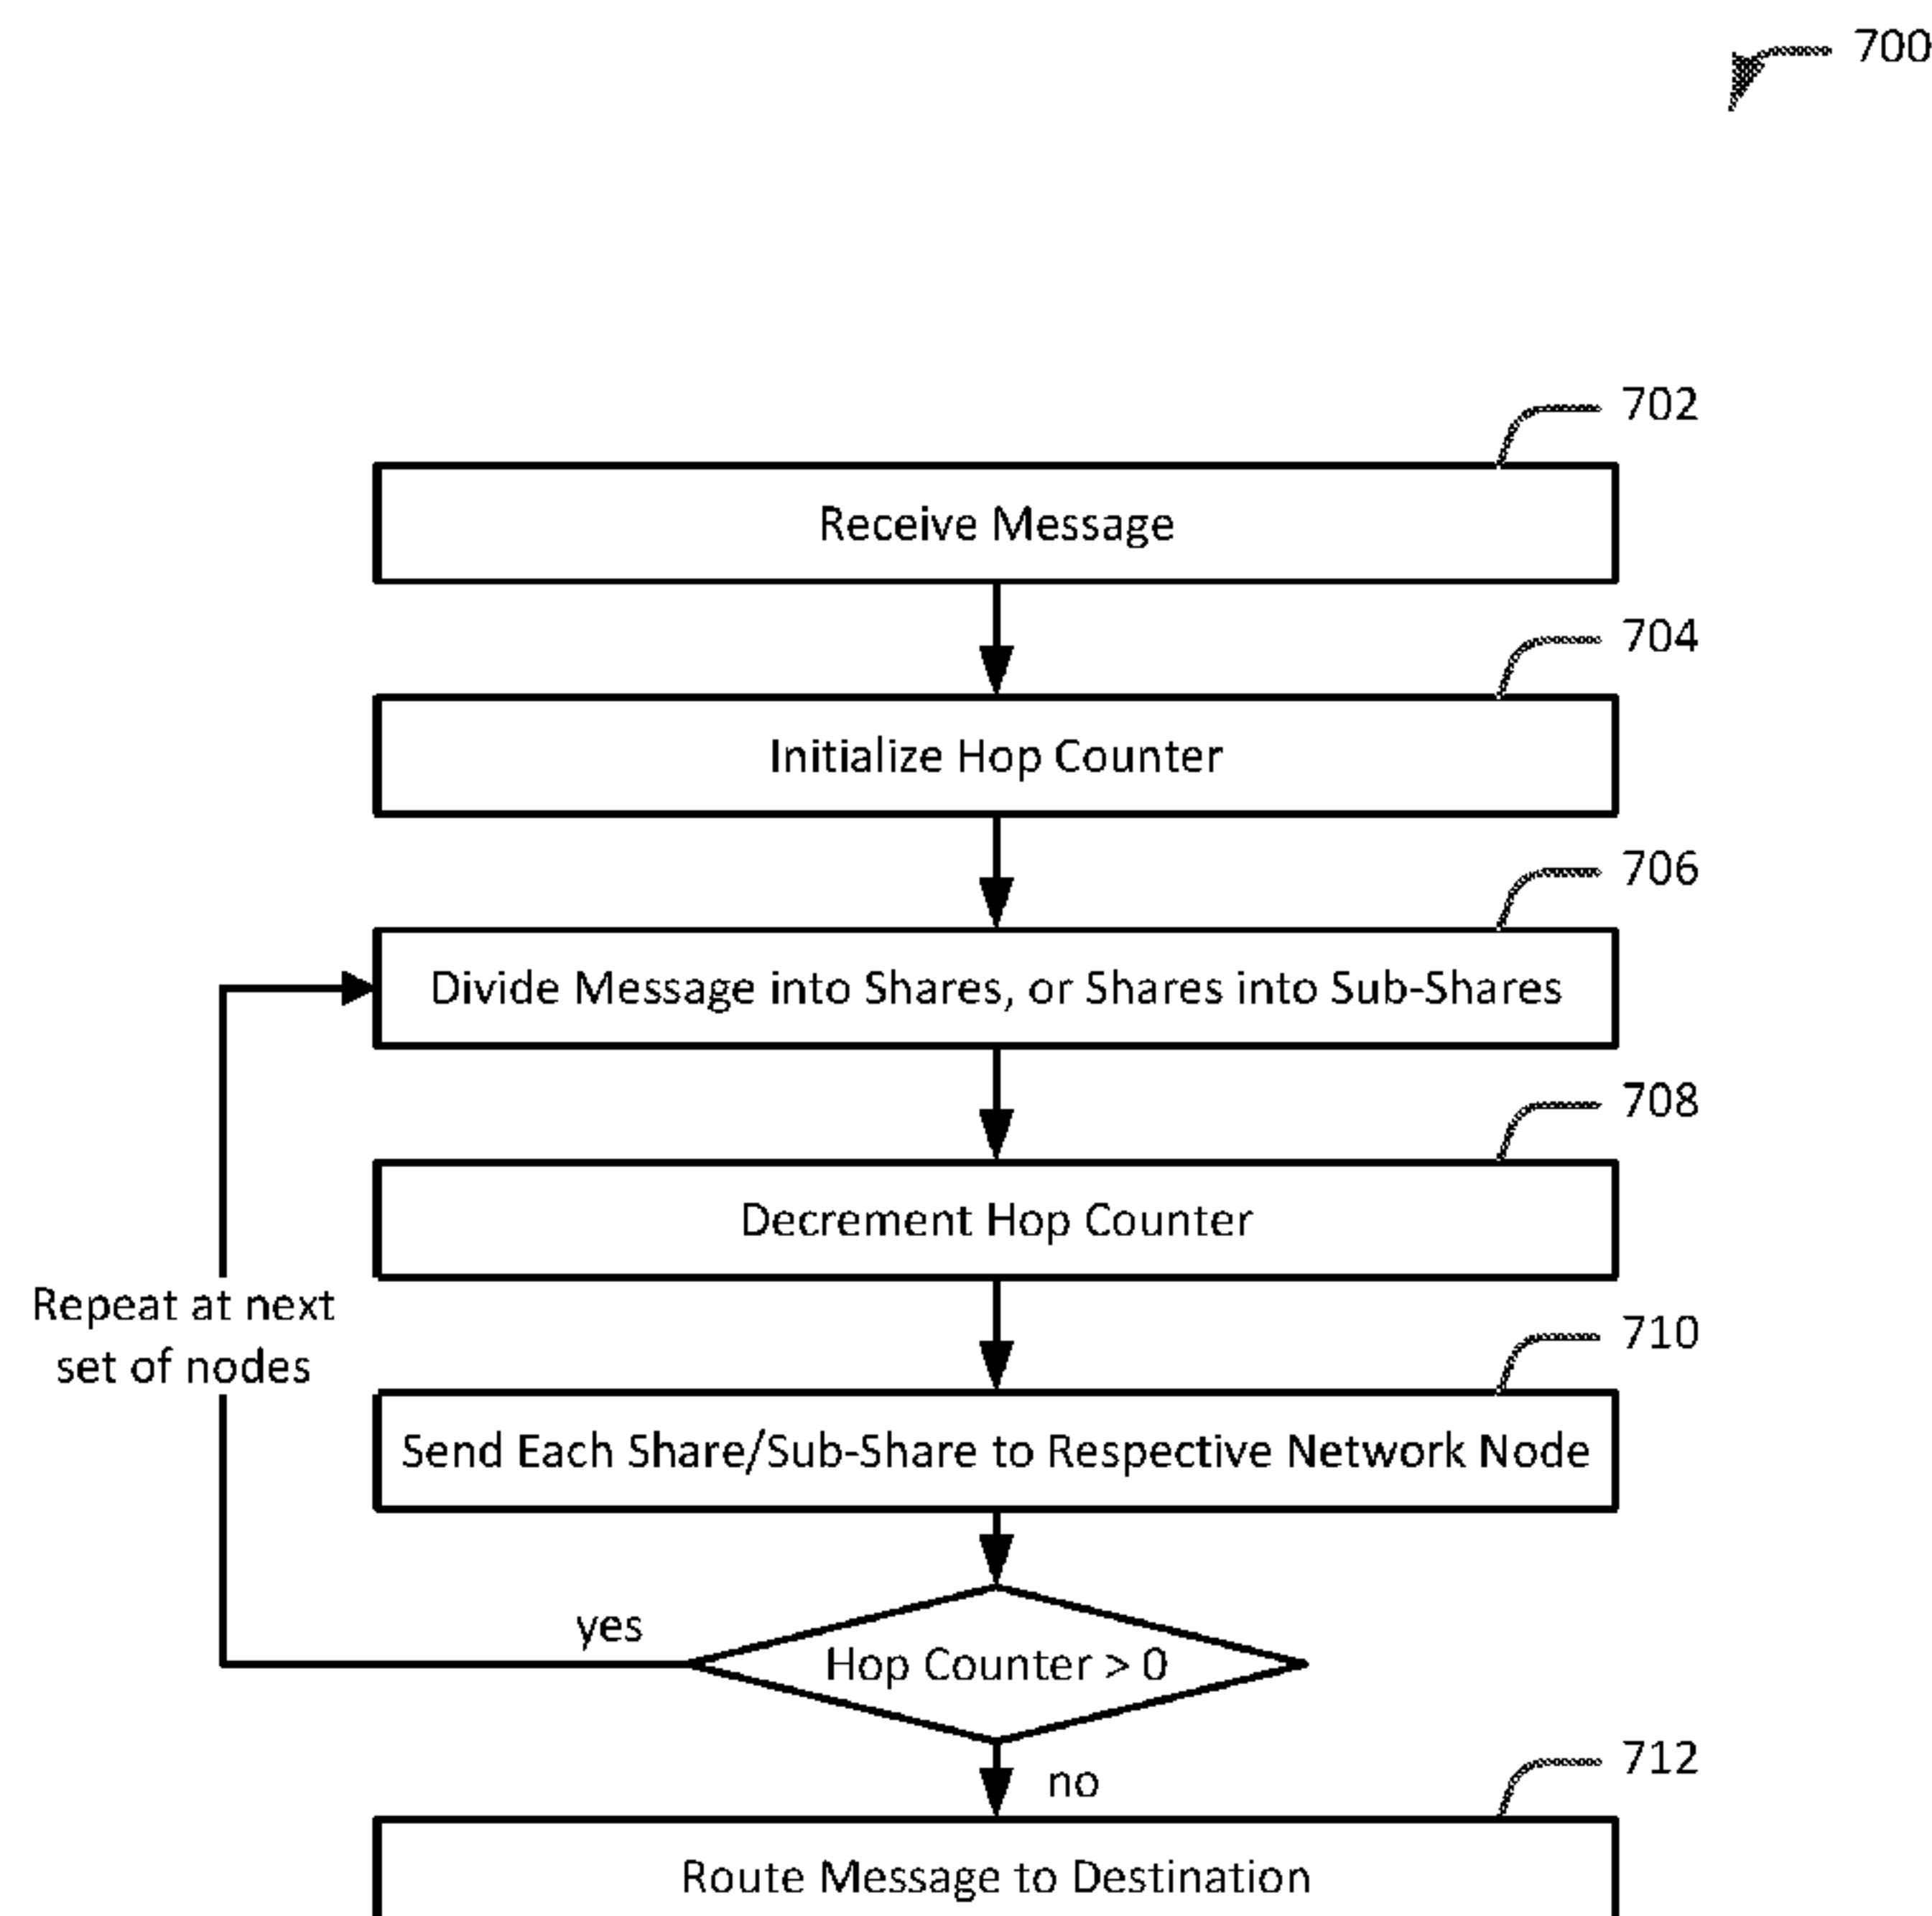 700
702
Receive Message
704
Initialize Hop Counter
706
Divide Message into Shares, or Shares into Sub-Shares
708
Decrement Hop Counter
Repeat at next
set of nodes
710
Send Each Share/Sub-Share to Respective Network Node
yes
Hop Counter > 0
no
712
Route Message to Destination